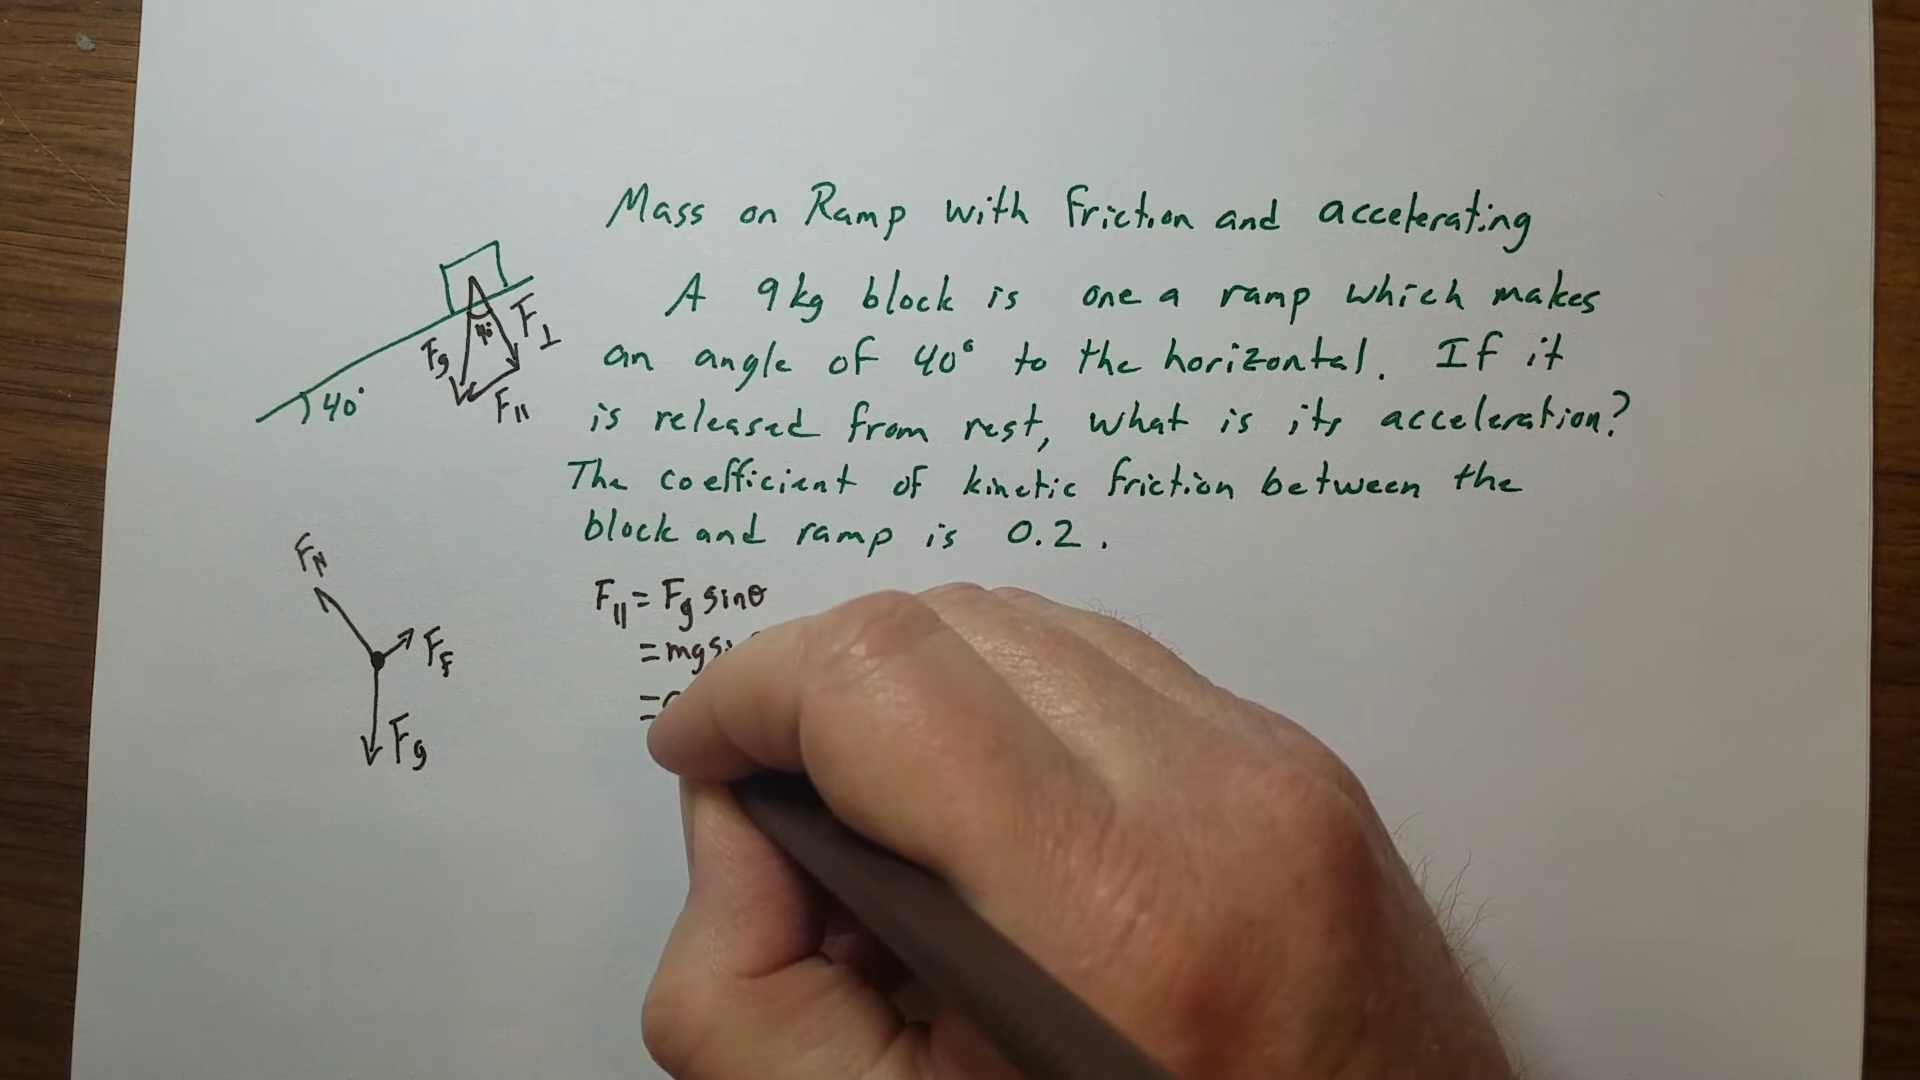 Mass on Ramp with friction and accelerating
A 9kg block is one a ramp which makes
an angle of 40° to the horizontal. If it
is released from rest, what is its acceleration?
The coefficient of kinetic friction between the
block and ramp is 0.2.
40°
Fg
40°
F⊥
F||
FN
Ff
Fg
F|| = Fg sinθ
= mg
=